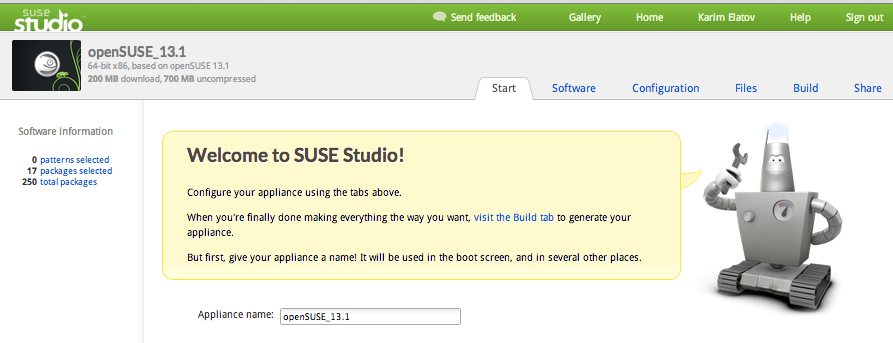 suse
studio
Send feedback Gallery Home Karim Elatov Help Sign out
openSUSE_13.1
64-bit x86, based on openSUSE 13.1
200 MB download, 700 MB uncompressed
Start Software Configuration Files Build Share
Software information
0 patterns selected
17 packages selected
250 total packages
Welcome to SUSE Studio!
Configure your appliance using the tabs above.
When you're finally done making everything the way you want, visit the Build tab to generate your
appliance.
But first, give your appliance a name! It will be used in the boot screen, and in several other places.
Appliance name: openSUSE_13.1